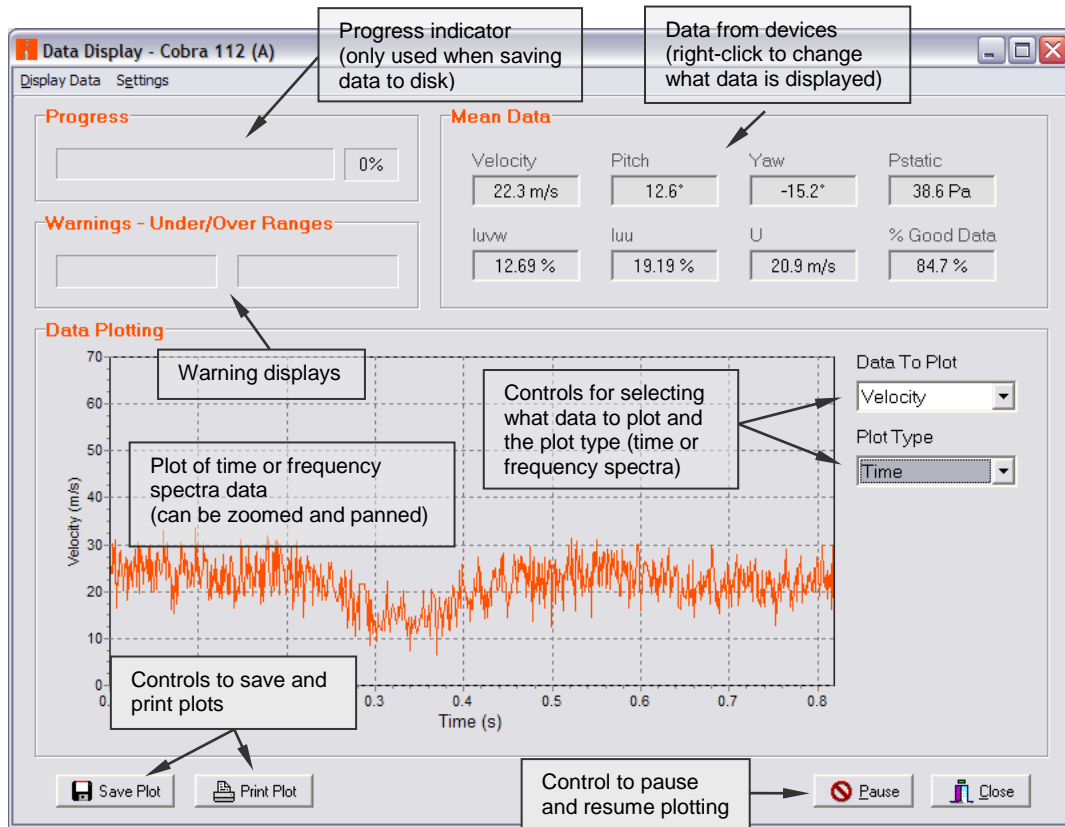 Progress indicator
(only used when saving
data to disk)
Data from devices
(right-click to change
what data is displayed)
Data Display - Cobra 112 (A)
Display Data Settings
Progress
0%
Warnings - Under/Over Ranges
Mean Data
Velocity Pitch Yaw Pstatic
22.3 m/s 12.6° -15.2° 38.6 Pa
Iuvw Iuu U % Good Data
12.69 % 19.19 % 20.9 m/s 84.7 %
Warning displays
Data Plotting
Controls for selecting
what data to plot and
the plot type (time or
frequency spectra)
Plot of time or frequency
spectra data
(can be zoomed and panned)
Data To Plot
Velocity
Plot Type
Time
70
60
50
40
30
20
10
0
Velocity (m/s)
0. 0.3 0.4 0.5 0.6 0.7 0.8
Time (s)
Controls to save and
print plots
Save Plot Print Plot
Control to pause
and resume plotting
Pause Close